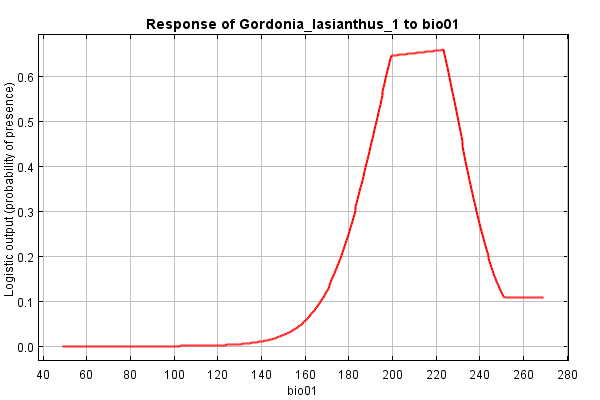 Response of Gordonia_lasianthus_1 to bio01
Logistic output (probability of presence)
0.6
0.5
0.4
0.3
0.2
0.1
0.0
40 60 80 100 120 140 160 180 200 220 240 260 280
bio01